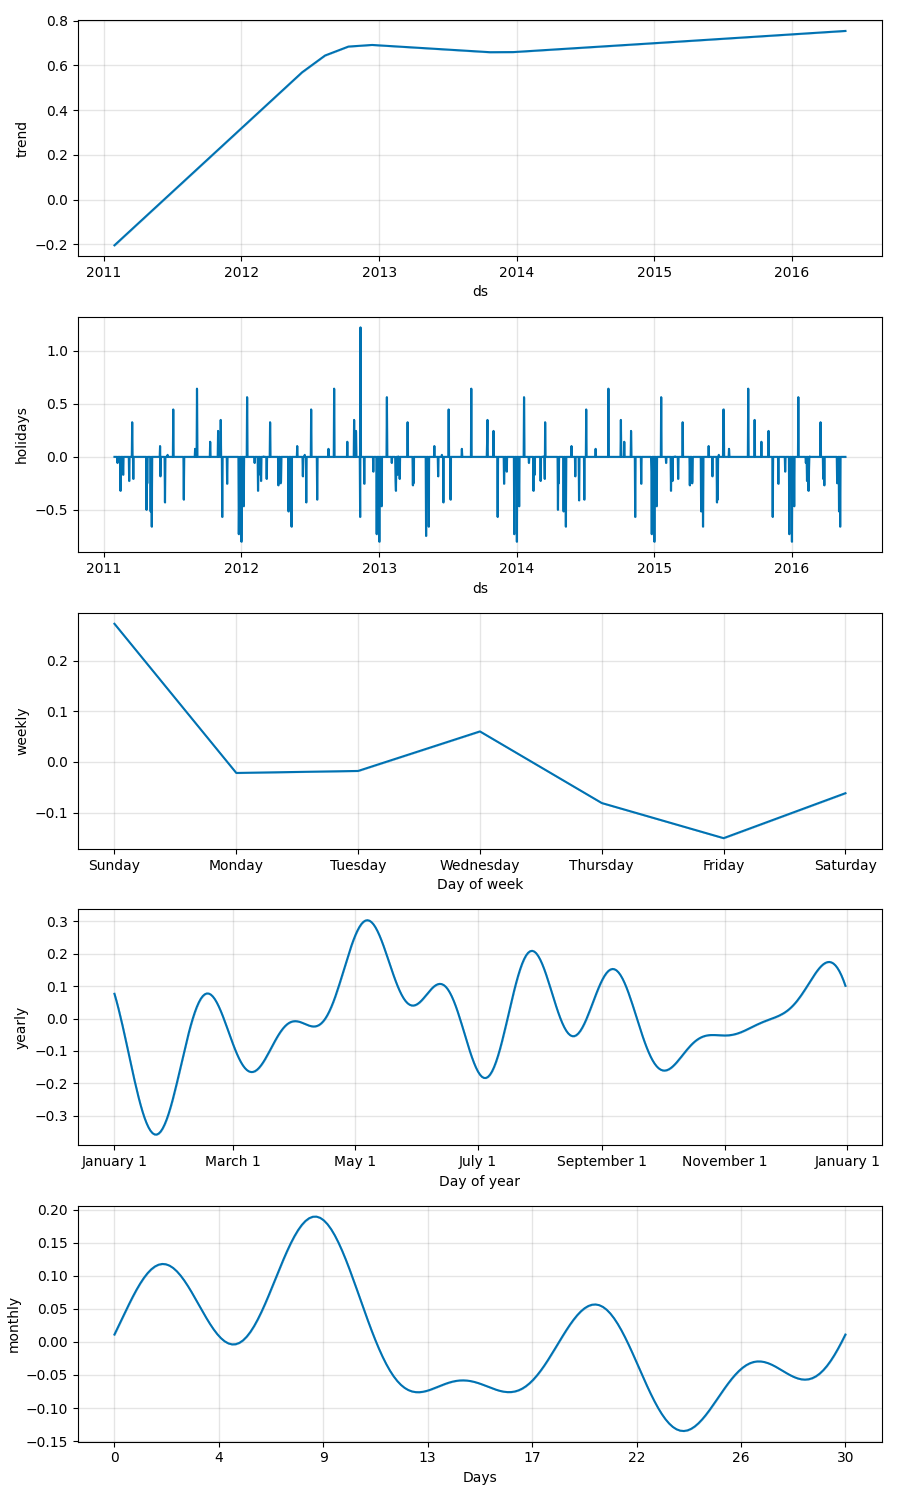 0.8
0.6
0.4
0.2
0.0
−0.2
trend
2011 2012 2013 2014 2015 2016
ds
1.0
0.5
0.0
−0.5
holidays
2011 2012 2013 2014 2015 2016
ds
0.2
0.1
0.0
−0.1
weekly
Sunday Monday Tuesday Wednesday Thursday Friday Saturday
Day of week
0.3
0.2
0.1
0.0
−0.1
−0.2
−0.3
yearly
January 1 March 1 May 1 July 1 September 1 November 1 January 1
Day of year
0.20
0.15
0.10
0.05
0.00
−0.05
−0.10
−0.15
monthly
0 4 9 13 17 22 26 30
Days